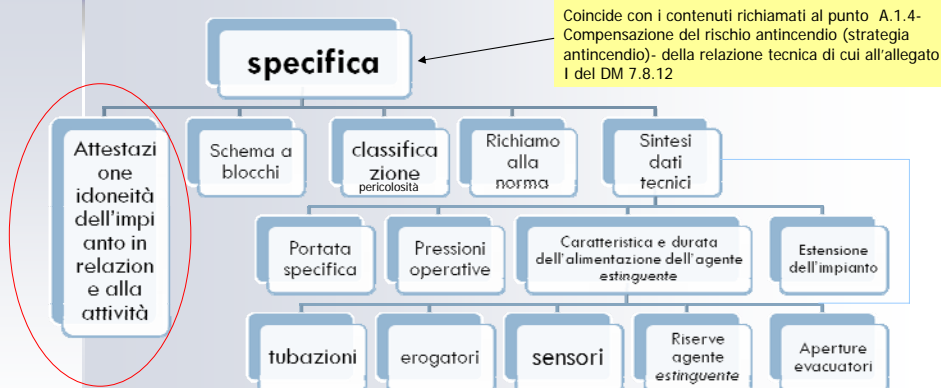 Coincide con i contenuti richiamati al punto A.1.4-
Compensazione del rischio antincendio (strategia
antincendio)- della relazione tecnica di cui all'allegato
I del DM 7.8.12
specifica
Attestazi
one
idoneità
dell'impi
anto in
relazion
e alla
attività
Schema a
blocchi
classifica
zione
pericolosità
Richiamo
alla
norma
Sintesi
dati
tecnici
Portata
specifica
Pressioni
operative
Caratteristica e durata
dell'alimentazione dell'agente
estinguente
Estensione
dell'impianto
tubazioni
erogatori
sensori
Riserve
agente
estinguente
Aperture
evacuatori